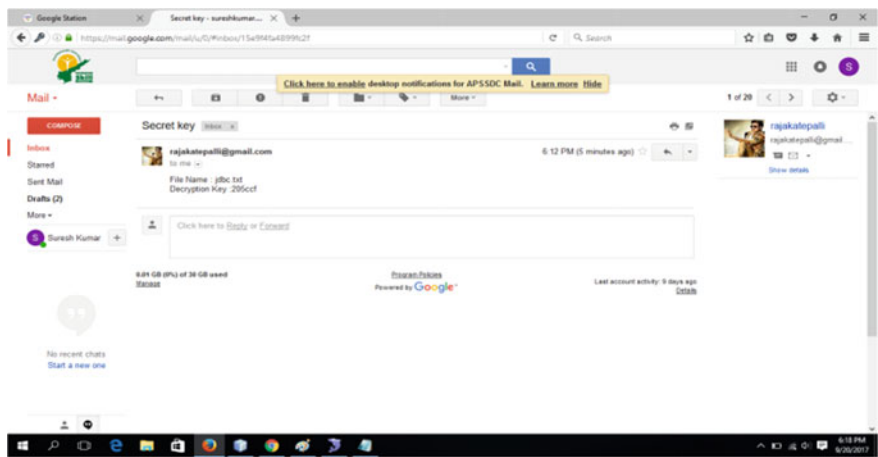 Google Station
Secret key - sureshkumar....
https://mail.google.com/mail/u/0/#inbox/
Search
Click here to enable desktop notifications for APSSDC Mail. Learn more Hide
Mail
More
1 of 20
COMPOSE
Inbox
Starred
Sent Mail
Drafts (2)
More
Suresh Kumar
No recent chats
Start a new one
Secret key Inbox x
rajakatepalli@gmail.com
6:12 PM (5 minutes ago)
to me
File Name : jdbc.txt
Decryption Key :295ccf
Click here to Reply or Forward
0.01 GB (0%) of 30 GB used
Manage
Program Policies
Powered by Google
Last account activity: 9 days ago
Details
rajakatepalli
rajakatepalli@gmail....
Show details
S
S
6:18 PM
9/20/2017